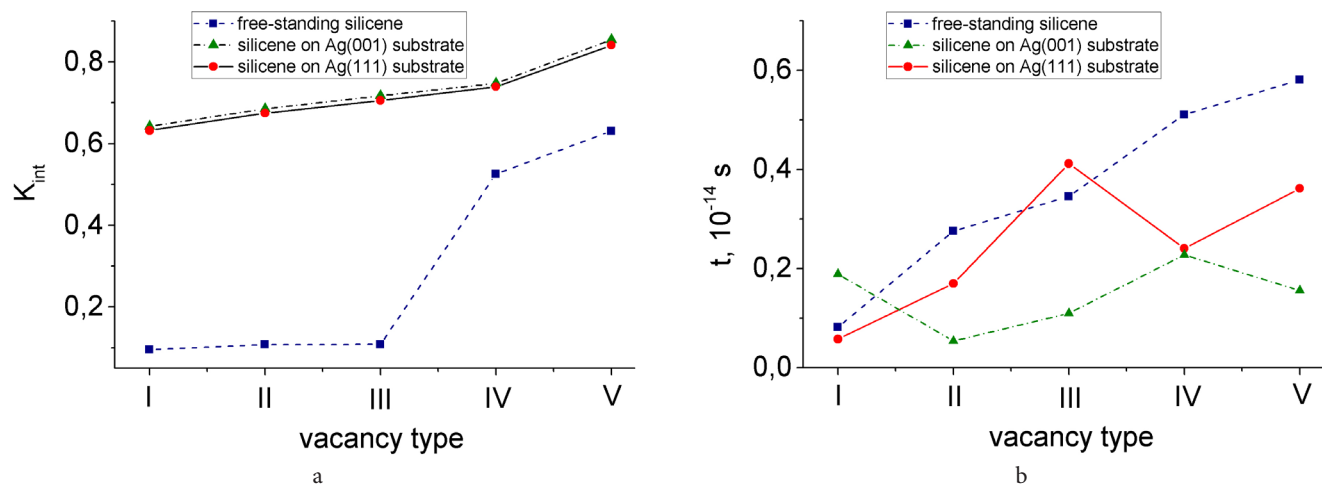 free-standing silicene
silicene on Ag(001) substrate
silicene on Ag(111) substrate
0,8
0,6
0,4
0,2
K_int
I II III IV V
vacancy type
a
free-standing silicene
silicene on Ag(001) substrate
silicene on Ag(111) substrate
0,6
0,4
0,2
0,0
t, 10⁻¹⁴ s
I II III IV V
vacancy type
b